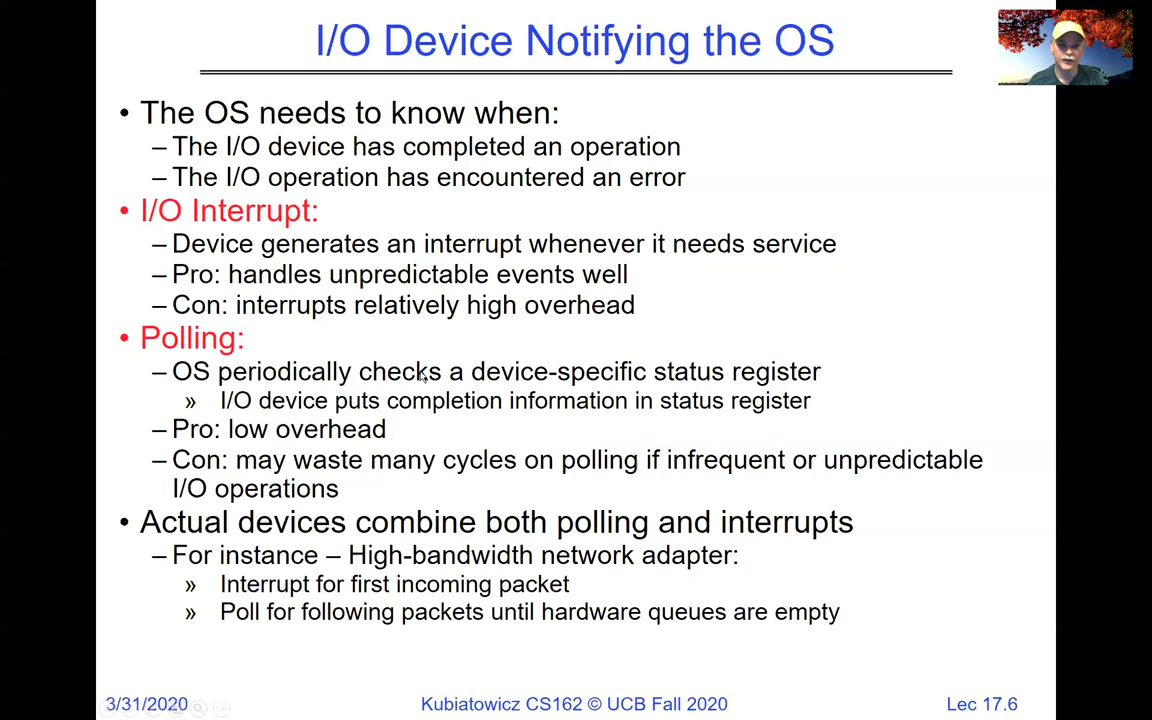 I/O Device Notifying the OS
• The OS needs to know when:
– The I/O device has completed an operation
– The I/O operation has encountered an error
• I/O Interrupt:
– Device generates an interrupt whenever it needs service
– Pro: handles unpredictable events well
– Con: interrupts relatively high overhead
• Polling:
– OS periodically checks a device-specific status register
» I/O device puts completion information in status register
– Pro: low overhead
– Con: may waste many cycles on polling if infrequent or unpredictable
I/O operations
• Actual devices combine both polling and interrupts
– For instance – High-bandwidth network adapter:
» Interrupt for first incoming packet
» Poll for following packets until hardware queues are empty
3/31/2020 Kubiatowicz CS162 © UCB Fall 2020 Lec 17.6